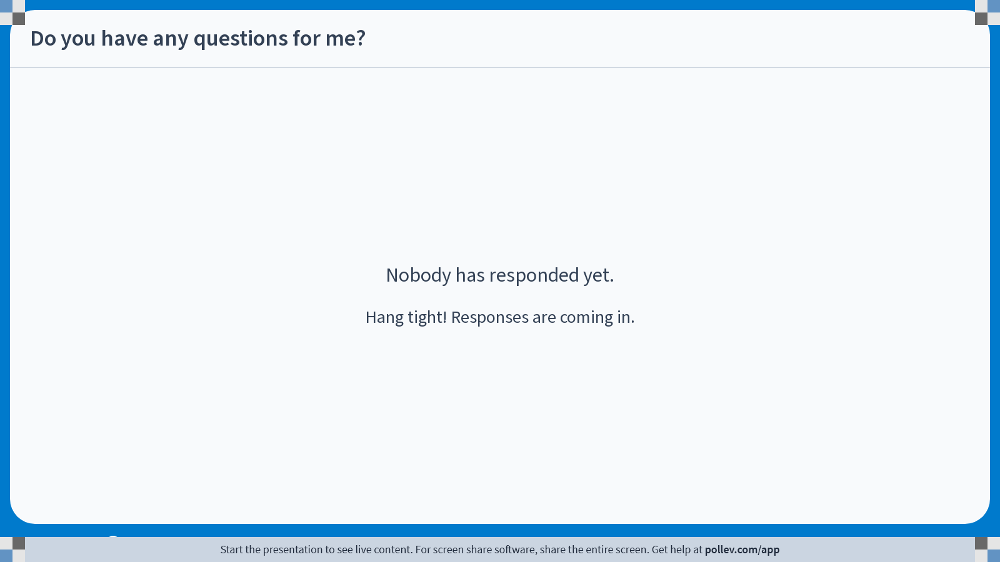 Do you have any questions for me?
Nobody has responded yet.
Hang tight! Responses are coming in.
Start the presentation to see live content. For screen share software, share the entire screen. Get help at pollev.com/app